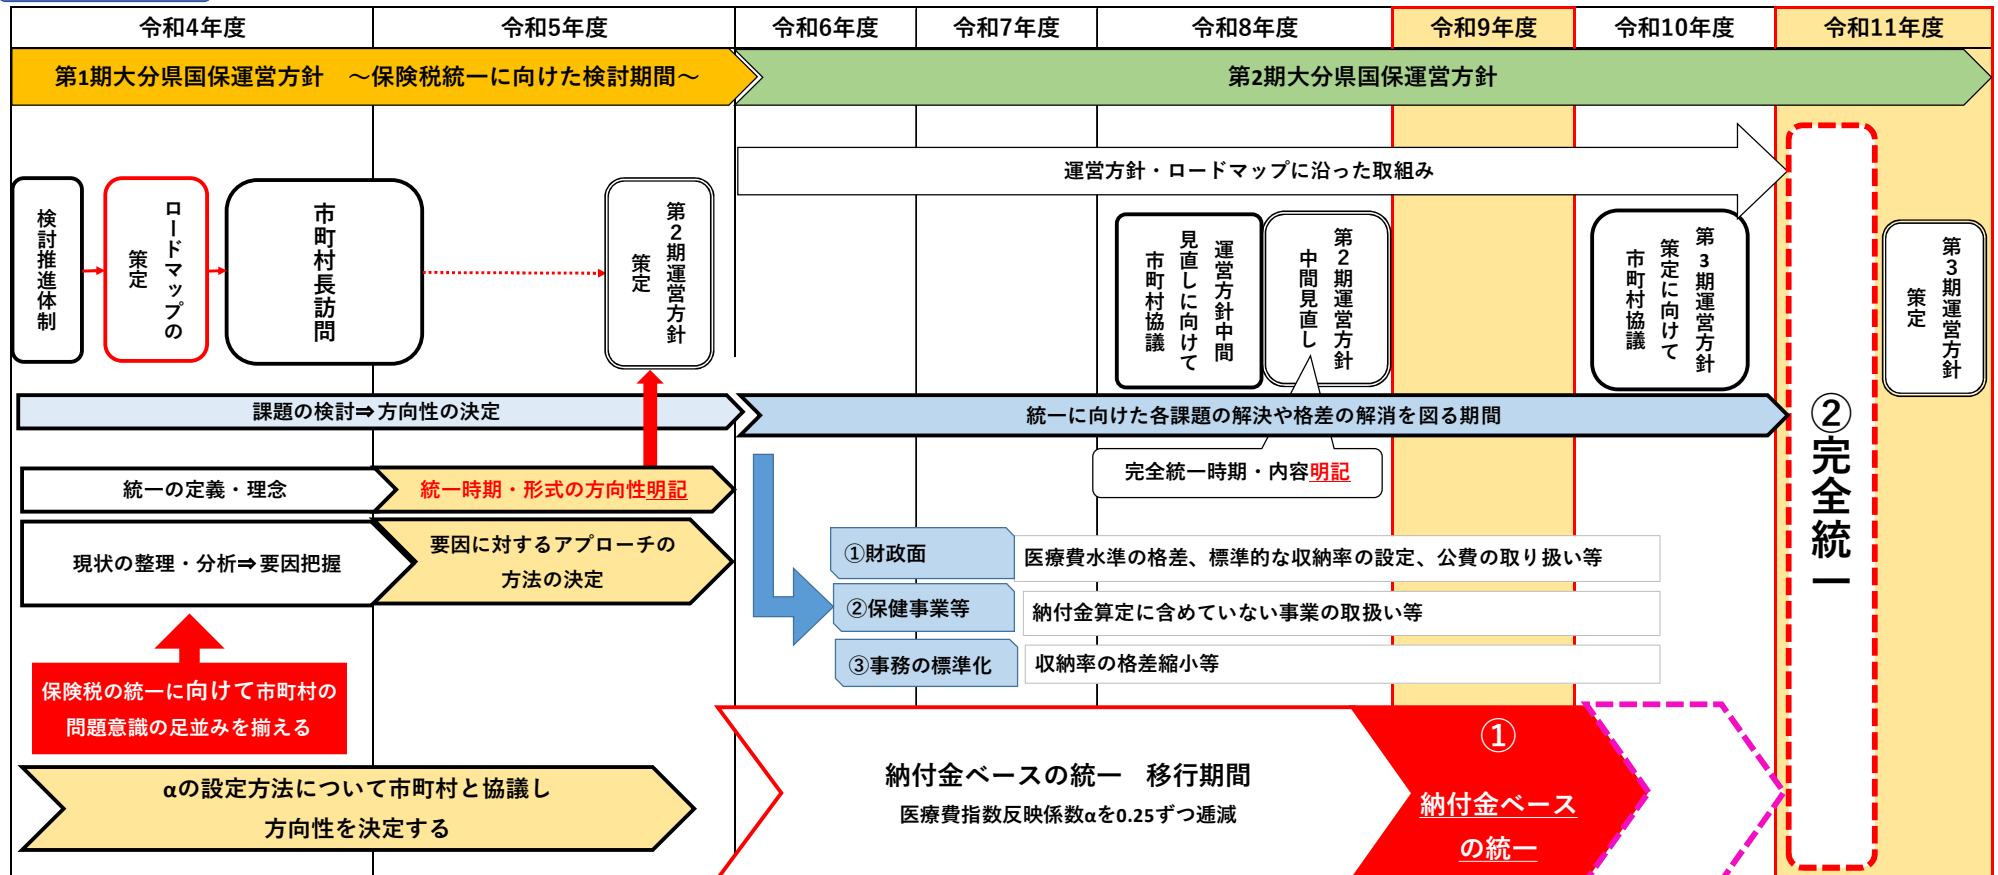 令和4年度
令和5年度
令和6年度
令和7年度
令和8年度
令和9年度
令和10年度
令和11年度
第1期大分県国保運営方針　～保険税統一に向けた検討期間～
第2期大分県国保運営方針
運営方針・ロードマップに沿った取組み
検討推進体制
ロードマップの
策定
市町村長訪問
第2期運営方針
策定
運営方針中間
見直しに向けて
市町村協議
第2期運営方針
中間見直し
第3期運営方針
策定に向けて
市町村協議
第3期運営方針
策定
②完全統一
課題の検討⇒方向性の決定
統一に向けた各課題の解決や格差の解消を図る期間
統一の定義・理念
統一時期・形式の方向性明記
完全統一時期・内容明記
現状の整理・分析⇒要因把握
要因に対するアプローチの
方法の決定
①財政面
医療費水準の格差、標準的な収納率の設定、公費の取り扱い等
②保健事業等
納付金算定に含めていない事業の取扱い等
③事務の標準化
収納率の格差縮小等
保険税の統一に向けて市町村の
問題意識の足並みを揃える
αの設定方法について市町村と協議し
方向性を決定する
納付金ベースの統一　移行期間
医療費指数反映係数αを0.25ずつ逓減
①
納付金ベース
の統一